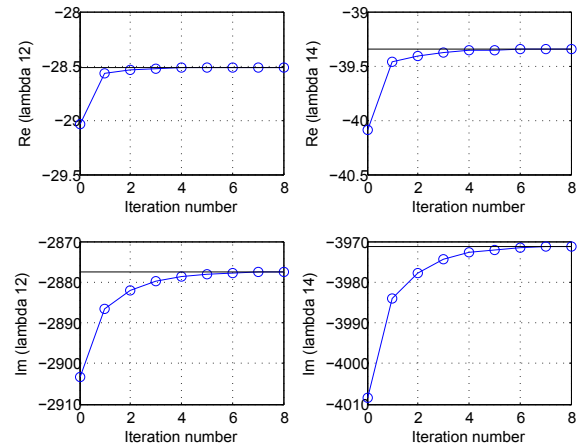 −28
−28.5
−29
−29.5
Re (lambda 12)
0 2 4 6 8
Iteration number
−39
−39.5
−40
−40.5
Re (lambda 14)
0 2 4 6 8
Iteration number
−2870
−2880
−2890
−2900
−2910
Im (lambda 12)
0 2 4 6 8
Iteration number
−3970
−3980
−3990
−4000
−4010
Im (lambda 14)
0 2 4 6 8
Iteration number